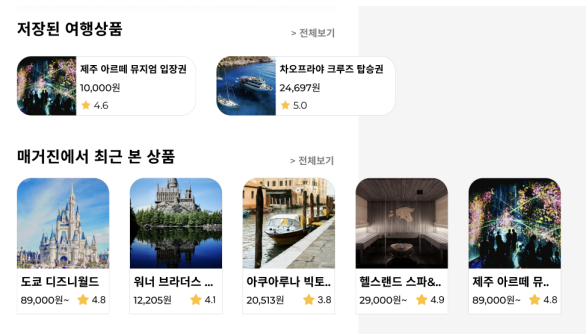 저장된 여행상품
> 전체보기
제주 아르떼 뮤지엄 입장권
10,000원
4.6
차오프라야 크루즈 탑승권
24,697원
5.0
매거진에서 최근 본 상품
> 전체보기
도쿄 디즈니월드
89,000원~ 4.8
워너 브라더스 ...
12,205원 4.1
아쿠아루나 빅토..
20,513원 3.8
헬스랜드 스파&..
29,000원~ 4.9
제주 아르떼 뮤..
89,000원~ 4.8